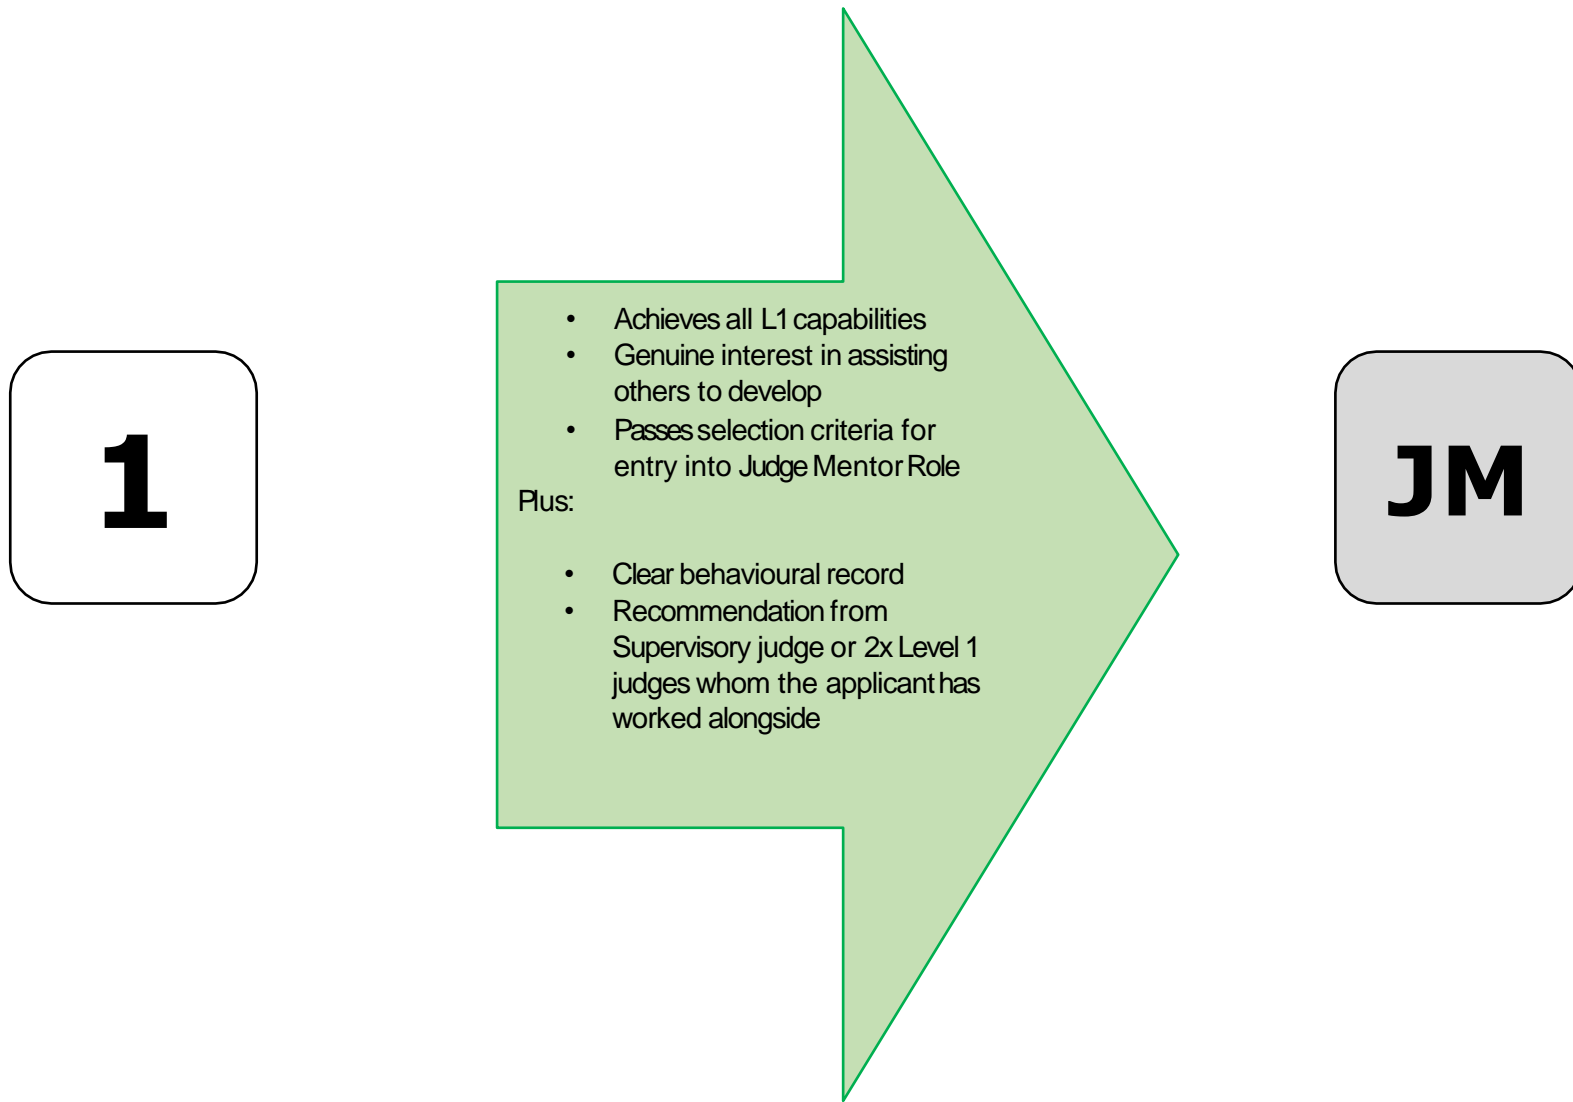 1
• Achieves all L1 capabilities
• Genuine interest in assisting
others to develop
• Passes selection criteria for
entry into Judge Mentor Role
Plus:
• Clear behavioural record
• Recommendation from
Supervisory judge or 2x Level 1
judges whom the applicant has
worked alongside
JM